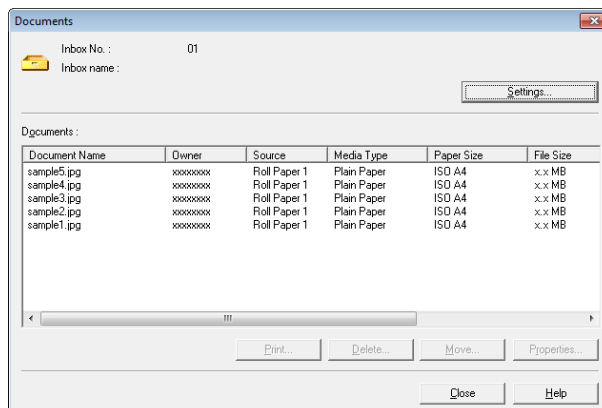 Documents
Inbox No. : 01
Inbox name :
Settings...
Documents :
Document Name Owner Source Media Type Paper Size File Size
sample5.jpg xxxxxxxx Roll Paper 1 Plain Paper ISO A4 x.x MB
sample4.jpg xxxxxxxx Roll Paper 1 Plain Paper ISO A4 x.x MB
sample3.jpg xxxxxxxx Roll Paper 1 Plain Paper ISO A4 x.x MB
sample2.jpg xxxxxxxx Roll Paper 1 Plain Paper ISO A4 x.x MB
sample1.jpg xxxxxxxx Roll Paper 1 Plain Paper ISO A4 x.x MB
Print... Delete... Move... Properties...
Close Help